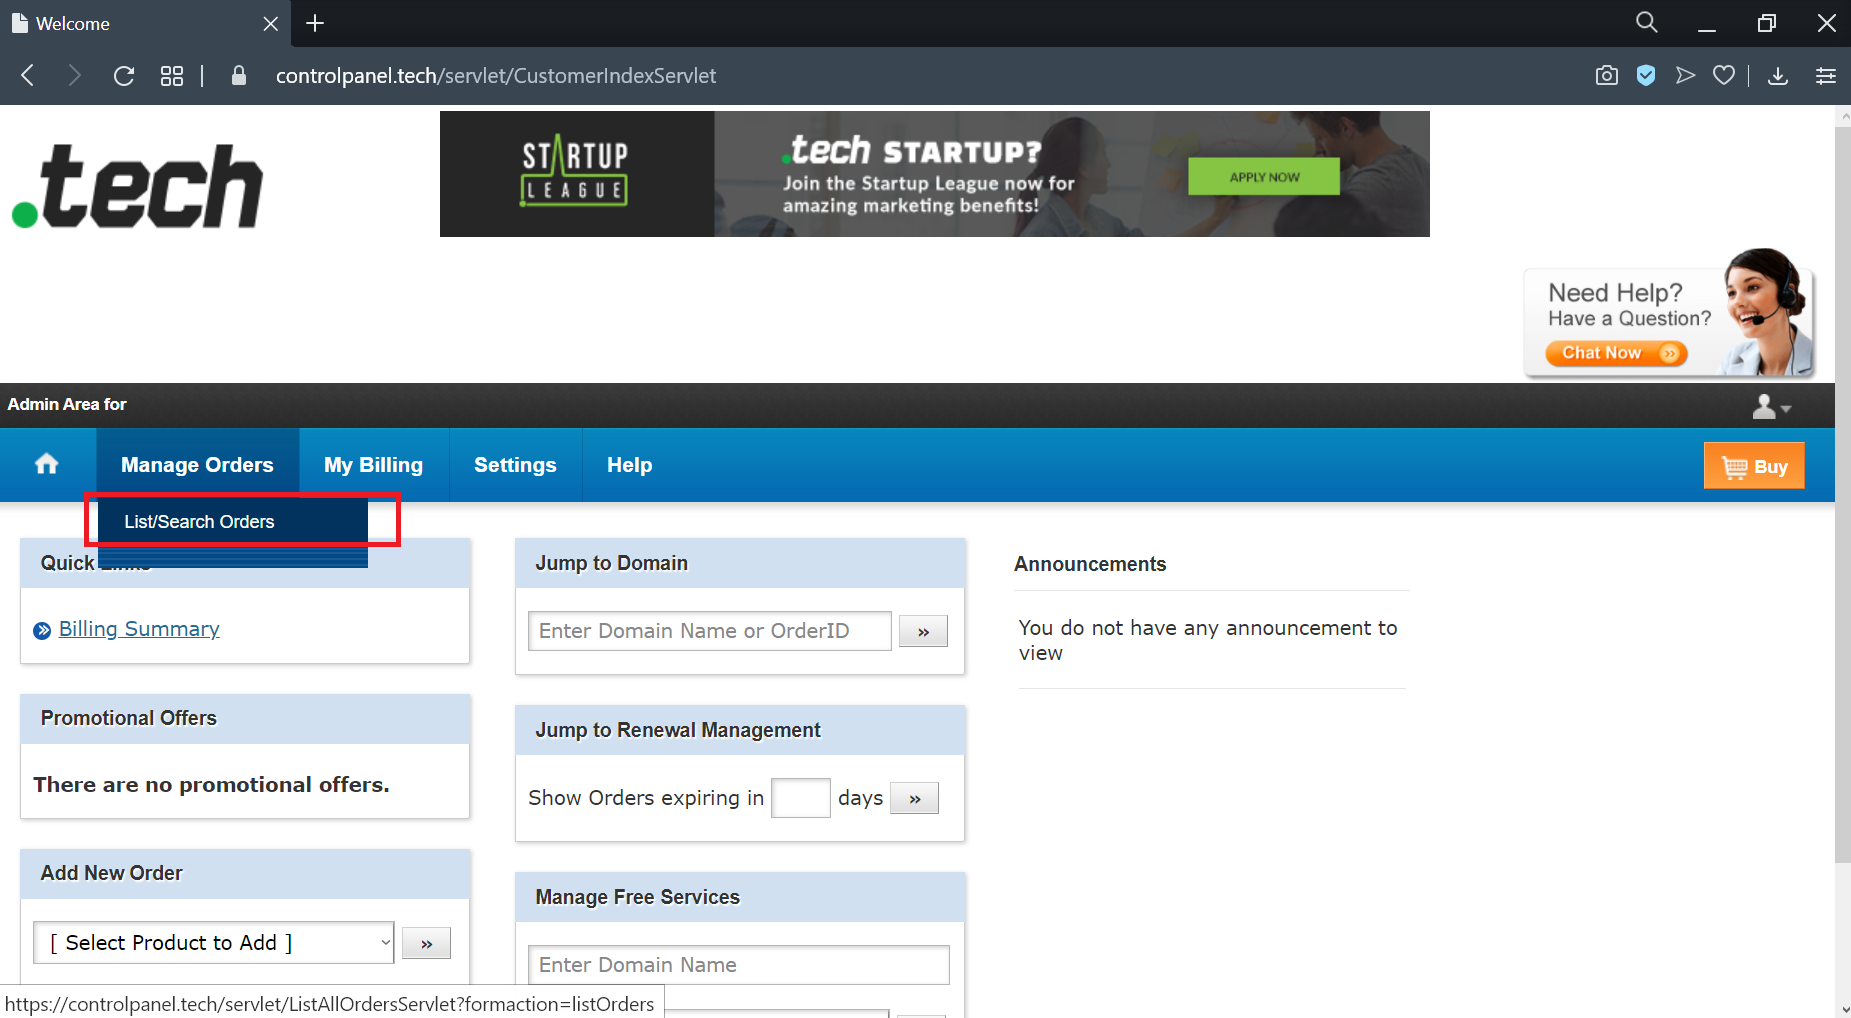 Welcome
controlpanel.tech/servlet/CustomerIndexServlet
.tech
STARTUP
LEAGUE
.tech STARTUP?
Join the Startup League now for
amazing marketing benefits!
APPLY NOW
Need Help?
Have a Question?
Chat Now »
Admin Area for
Manage Orders
My Billing
Settings
Help
Buy
List/Search Orders
Quick
Billing Summary
Promotional Offers
There are no promotional offers.
Add New Order
[ Select Product to Add ]
»
Jump to Domain
Enter Domain Name or OrderID
»
Jump to Renewal Management
Show Orders expiring in
days
»
Manage Free Services
Enter Domain Name
Announcements
You do not have any announcement to
view
https://controlpanel.tech/servlet/ListAllOrdersServlet?formaction=listOrders